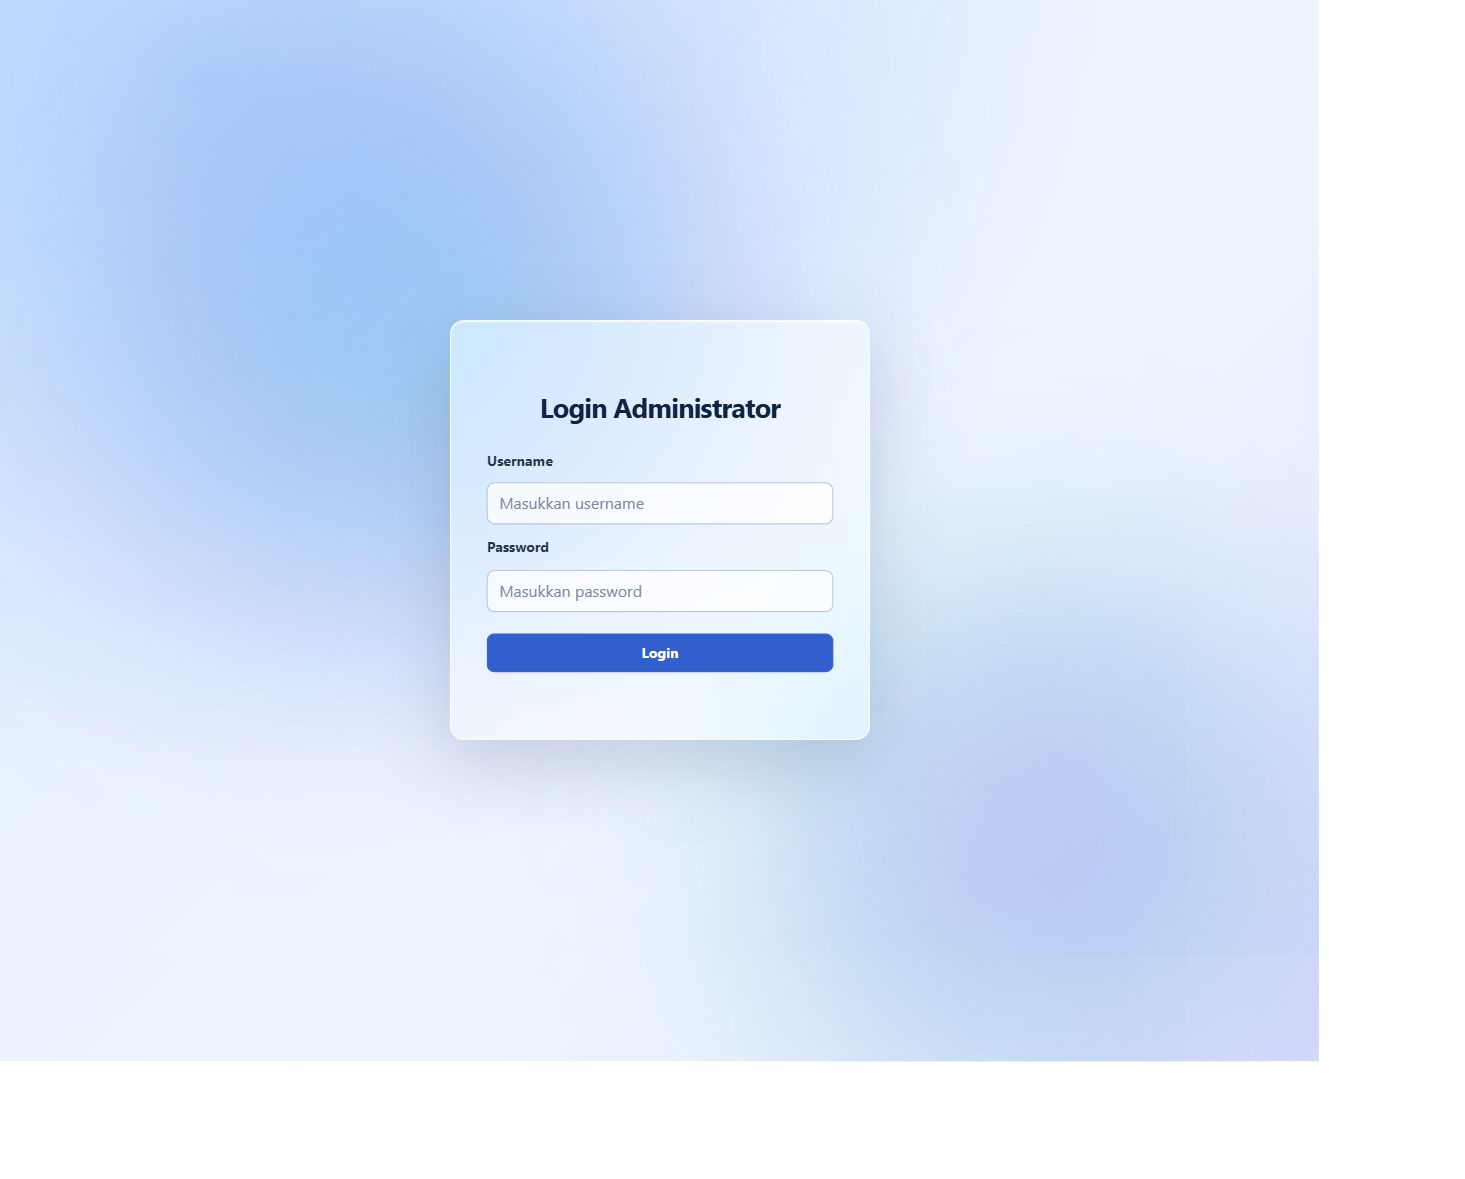 Login Administrator
Username
Masukkan username
Password
Masukkan password
Login